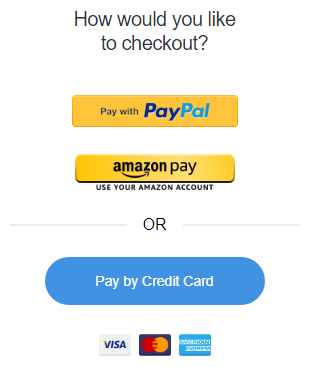 How would you like
to checkout?
Pay with PayPal
amazon pay
USE YOUR AMAZON ACCOUNT
OR
Pay by Credit Card
VISA
AMERICAN
EXPRESS